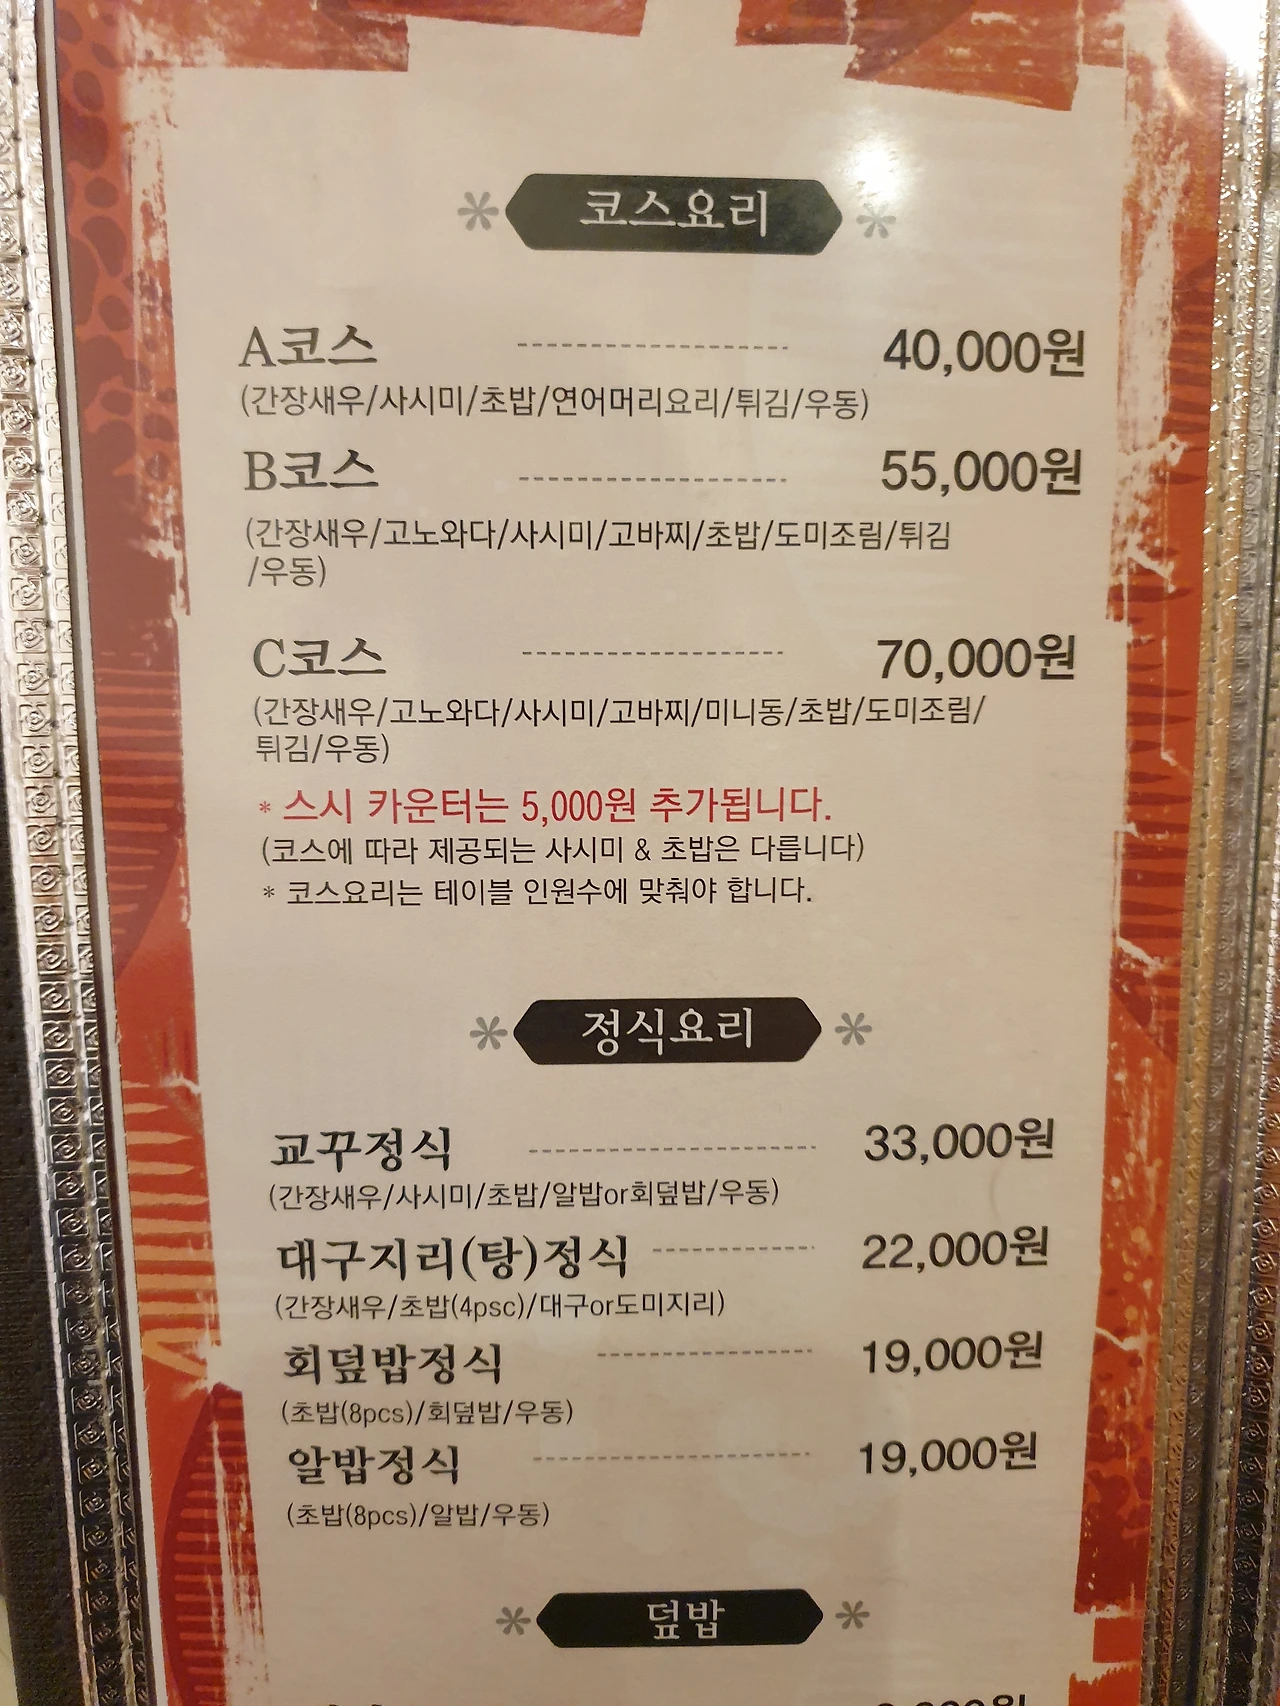 코스요리
A코스 40,000원
(간장새우/사시미/초밥/연어머리요리/튀김/우동)
B코스 55,000원
(간장새우/고노와다/사시미/고바찌/초밥/도미조림/튀김
/우동)
C코스 70,000원
(간장새우/고노와다/사시미/고바찌/미니동/초밥/도미조림/
튀김/우동)
* 스시 카운터는 5,000원 추가됩니다.
(코스에 따라 제공되는 사시미 & 초밥은 다릅니다)
* 코스요리는 테이블 인원수에 맞춰야 합니다.
정식요리
교꾸정식 33,000원
(간장새우/사시미/초밥/알밥or회덮밥/우동)
대구지리(탕)정식 22,000원
(간장새우/초밥(4psc)/대구or도미지리)
회덮밥정식 19,000원
(초밥(8pcs)/회덮밥/우동)
알밥정식 19,000원
(초밥(8pcs)/알밥/우동)
덮밥